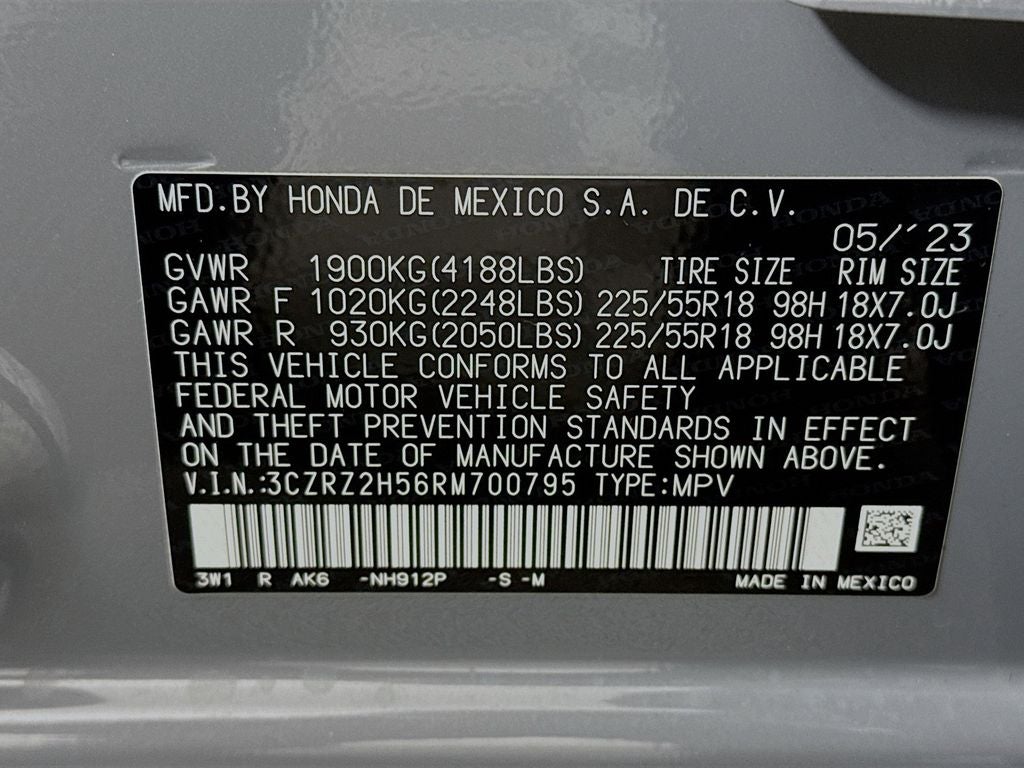 MFD.BY HONDA DE MEXICO S.A. DE C.V.
05/'23
GVWR 1900KG(4188LBS) TIRE SIZE RIM SIZE
GAWR F 1020KG(2248LBS) 225/55R18 98H 18X7.0J
GAWR R 930KG(2050LBS) 225/55R18 98H 18X7.0J
THIS VEHICLE CONFORMS TO ALL APPLICABLE
FEDERAL MOTOR VEHICLE SAFETY
AND THEFT PREVENTION STANDARDS IN EFFECT
ON THE DATE OF MANUFACTURE SHOWN ABOVE.
V.I.N.:3CZRZ2H56RM700795 TYPE:MPV
3W1 R AK6 -NH912P -S -M MADE IN MEXICO